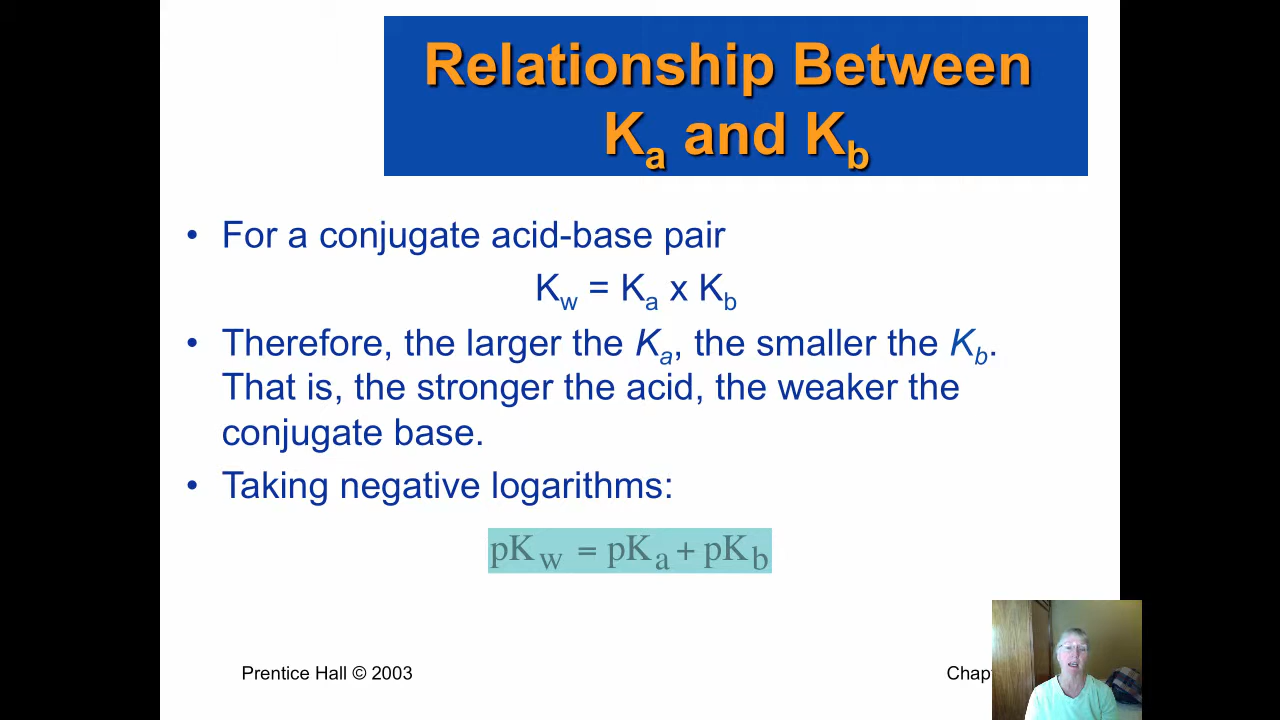 Relationship Between
Ka and Kb
• For a conjugate acid-base pair
Kw = Ka x Kb
• Therefore, the larger the Ka, the smaller the Kb.
That is, the stronger the acid, the weaker the
conjugate base.
• Taking negative logarithms:
pKw = pKa + pKb
Prentice Hall © 2003